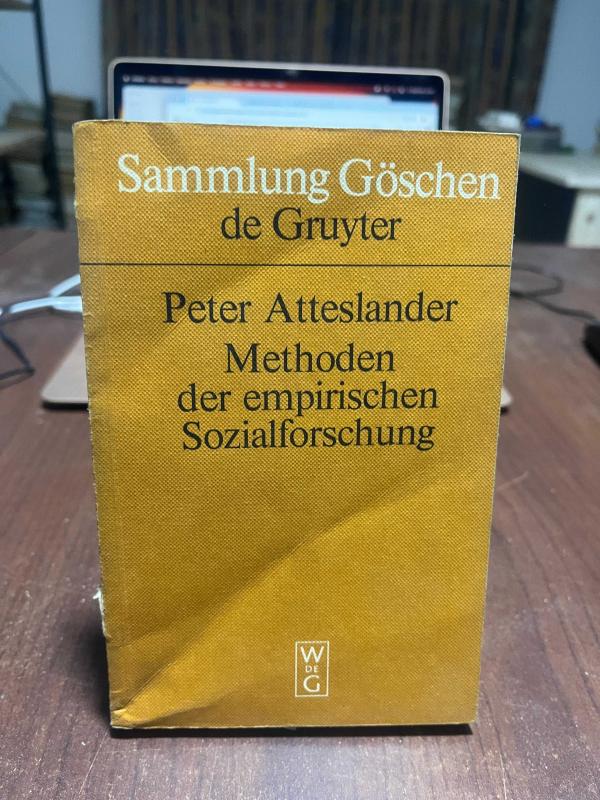 Sammlung Göschen
de Gruyter
Peter Atteslander
Methoden
der empirischen
Sozialforschung
W
DE
G